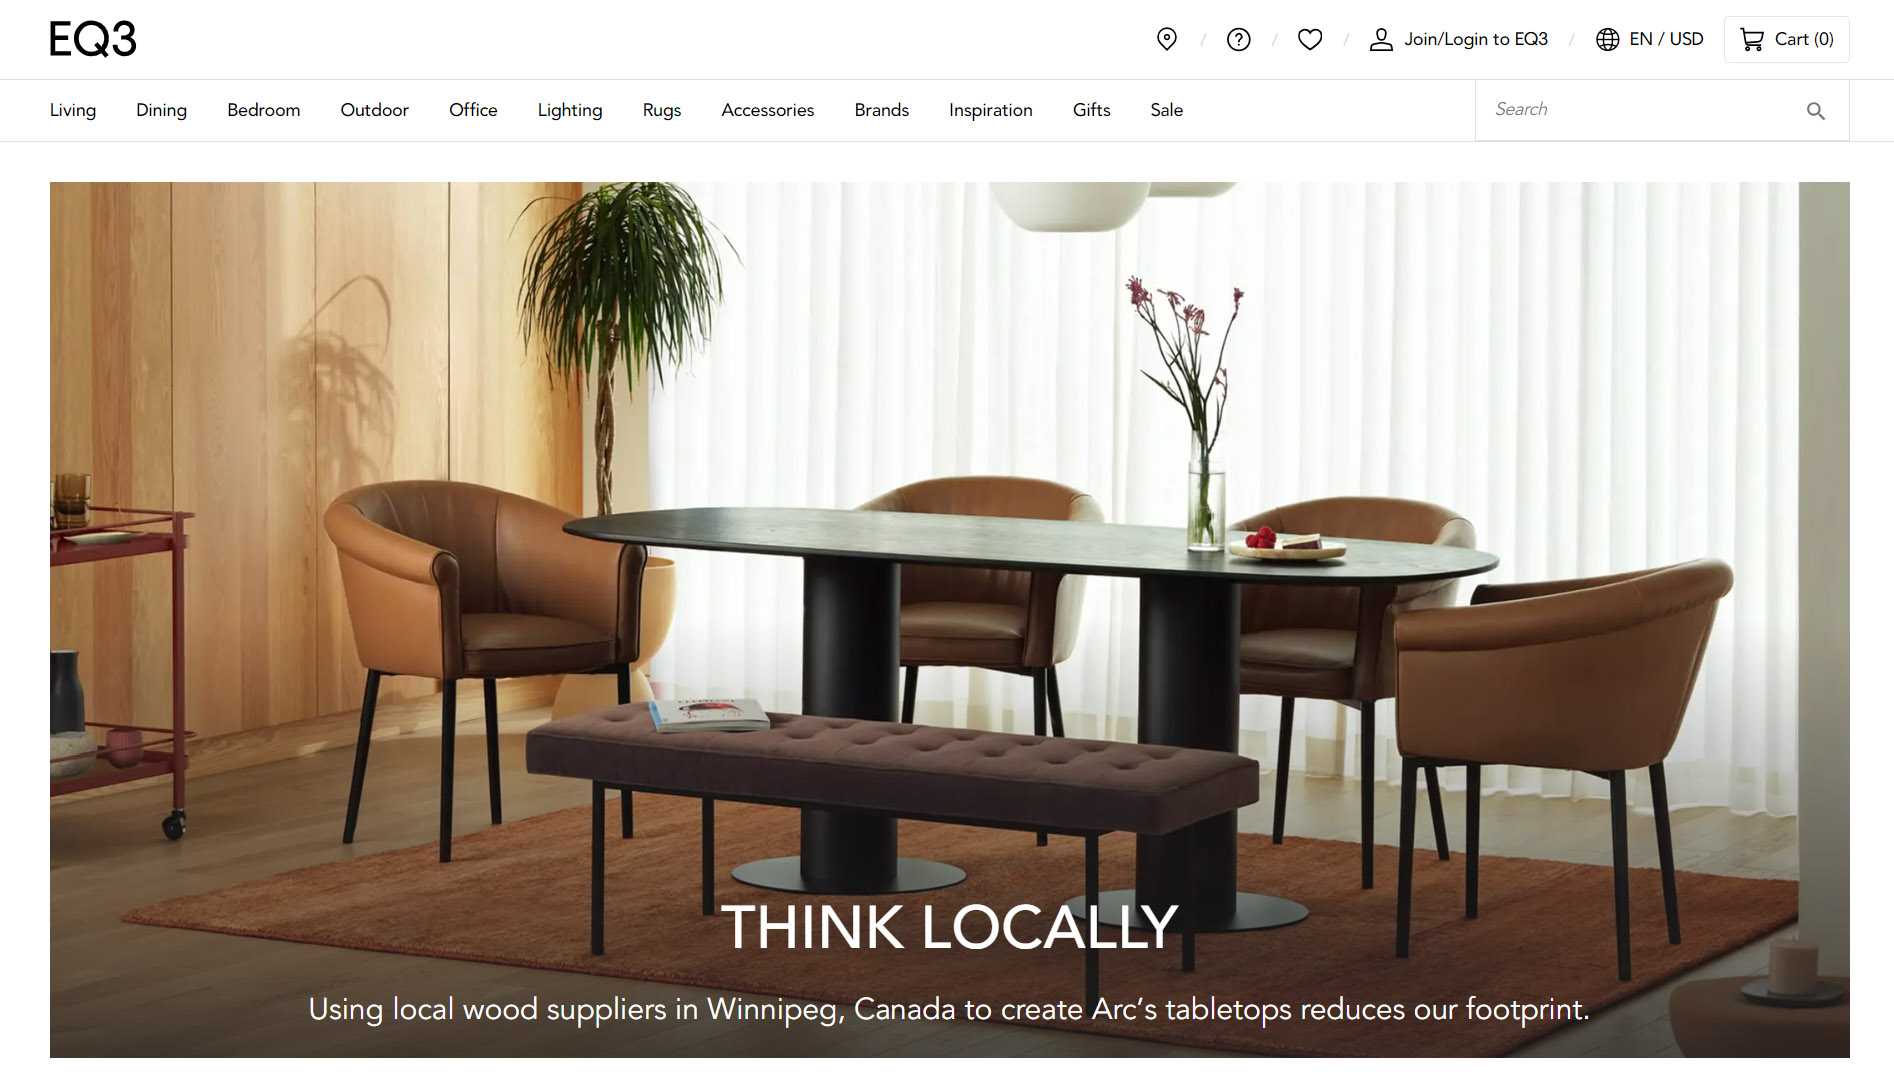 EQ3
Join/Login to EQ3
EN / USD
Cart (0)
Living
Dining
Bedroom
Outdoor
Office
Lighting
Rugs
Accessories
Brands
Inspiration
Gifts
Sale
Search
THINK LOCALLY
Using local wood suppliers in Winnipeg, Canada to create Arc’s tabletops reduces our footprint.